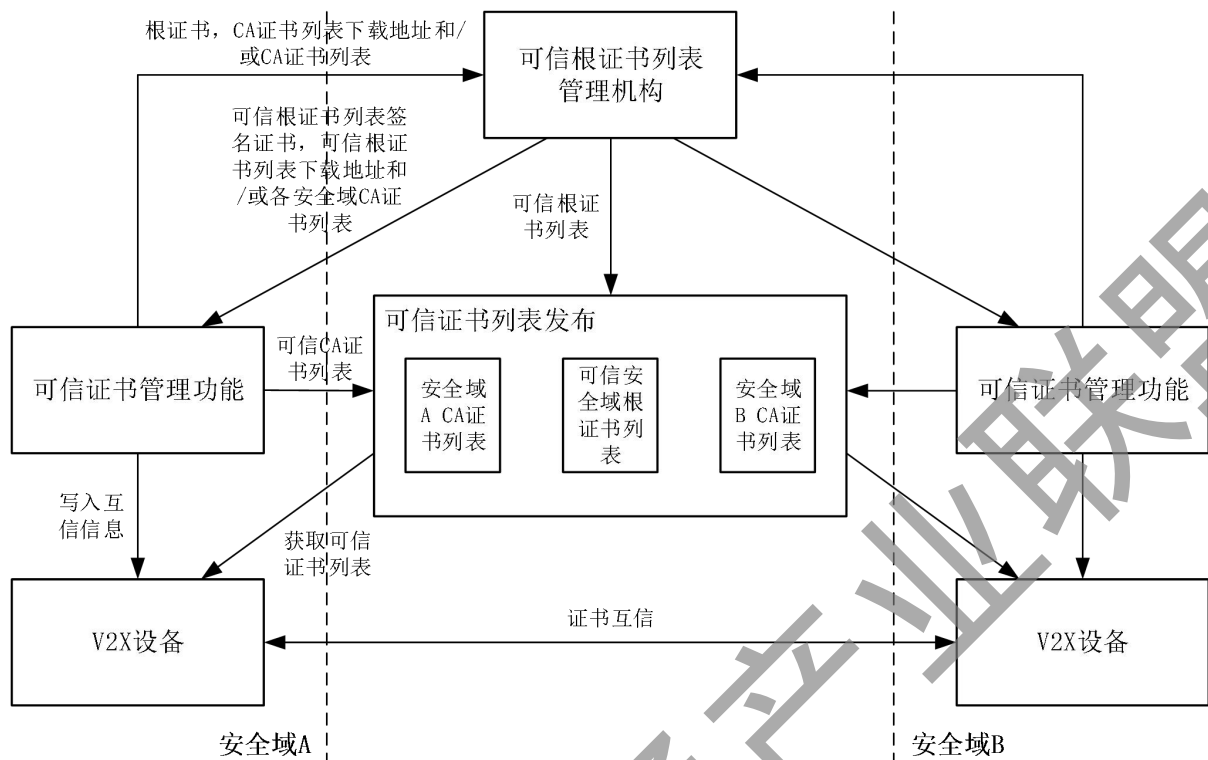 根证书，CA证书列表下载地址和/
或CA证书列表
可信根证书列表
管理机构
可信根证书列表签
名证书，可信根证
书列表下载地址和
/或各安全域CA证
书列表
可信根证
书列表
可信证书列表发布
可信证书管理功能
可信CA证
书列表
安全域
A CA证
书列表
可信安
全域根
证书列
表
安全域
B CA证
书列表
可信证书管理功能
写入互
信信息
获取可信
证书列表
V2X设备
证书互信
V2X设备
安全域A
安全域B
产业联盟